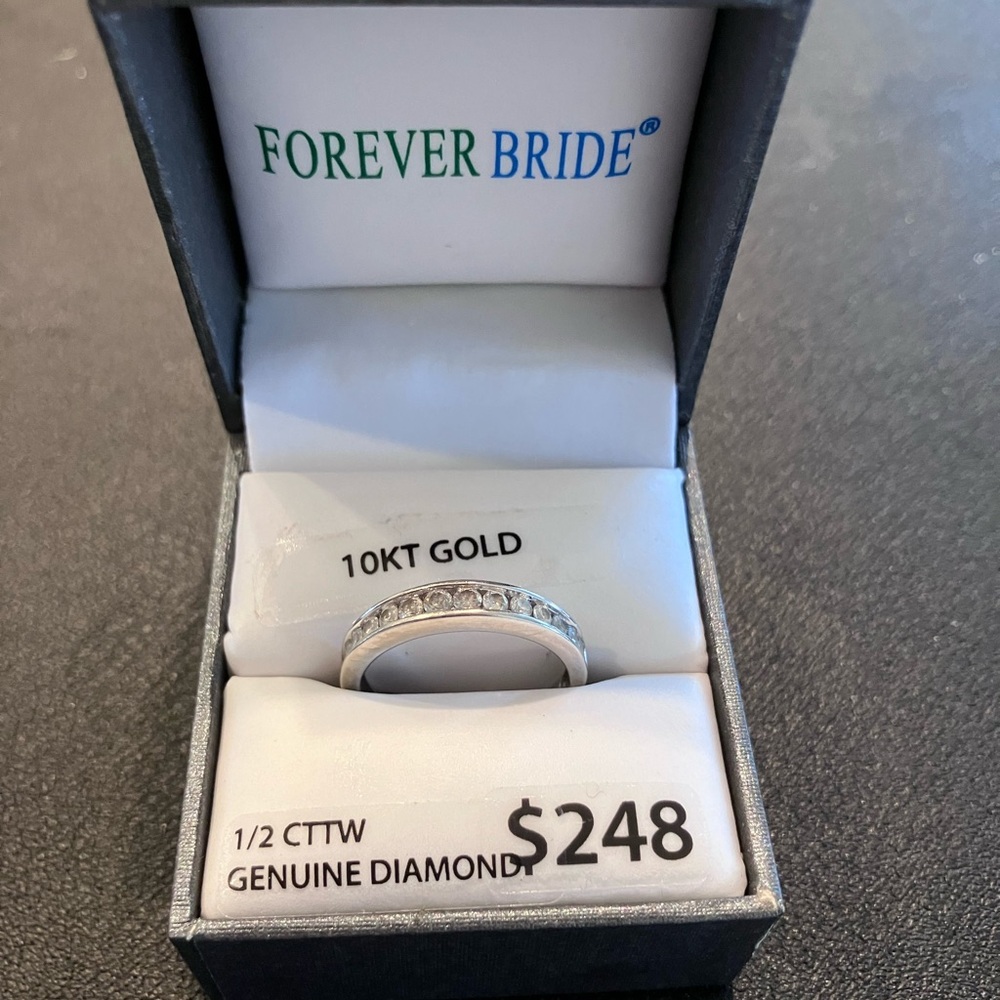 FOREVER BRIDE®
10KT GOLD
1/2 CTTW
GENUINE DIAMOND
$248